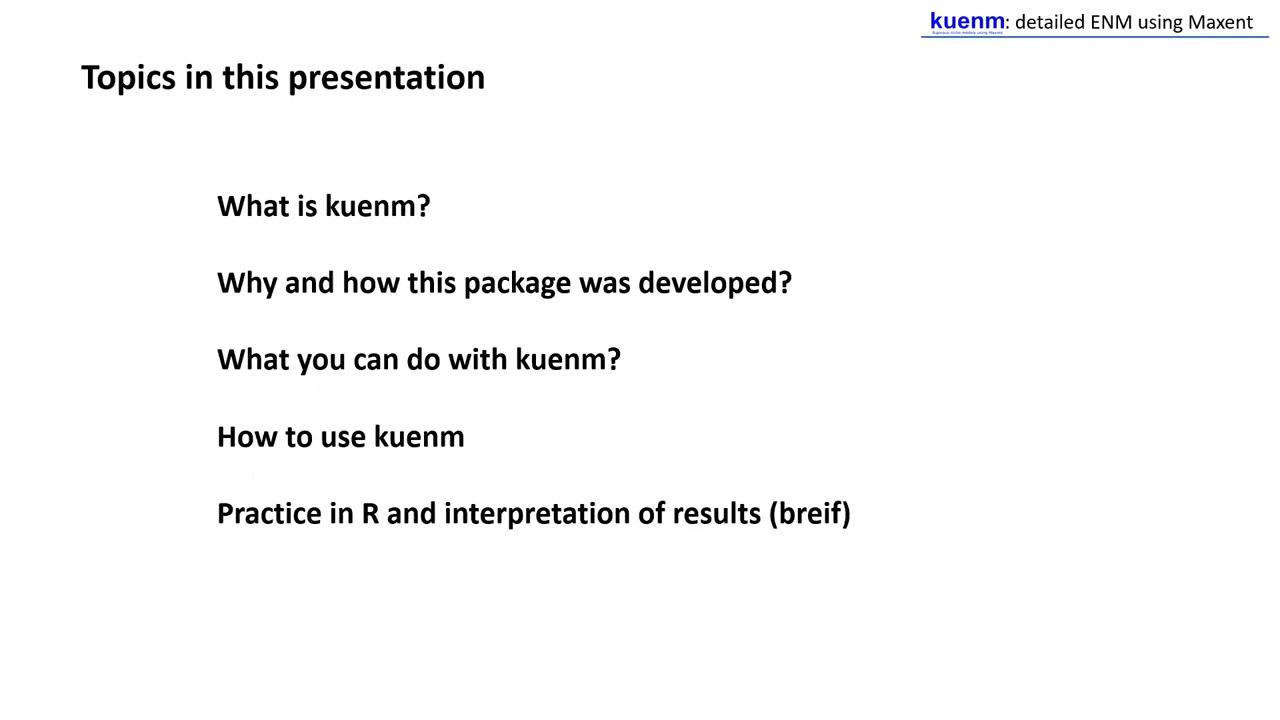 kuenm: detailed ENM using Maxent
Topics in this presentation
What is kuenm?
Why and how this package was developed?
What you can do with kuenm?
How to use kuenm
Practice in R and interpretation of results (breif)